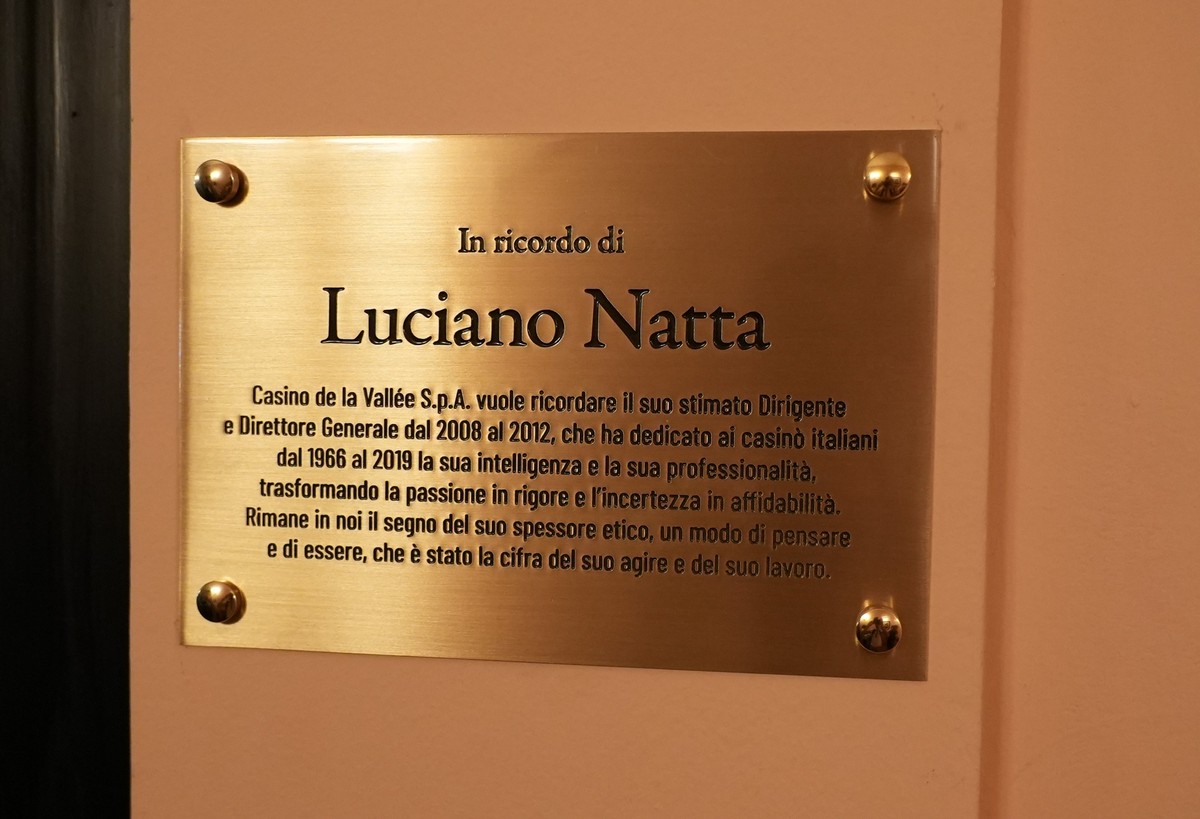 In ricordo di
Luciano Natta
Casino de la Vallée S.p.A. vuole ricordare il suo stimato Dirigente
e Direttore Generale dal 2008 al 2012, che ha dedicato ai casinò italiani
dal 1966 al 2019 la sua intelligenza e la sua professionalità,
trasformando la passione in rigore e l'incertezza in affidabilità.
Rimane in noi il segno del suo spessore etico, un modo di pensare
e di essere, che è stato la cifra del suo agire e del suo lavoro.